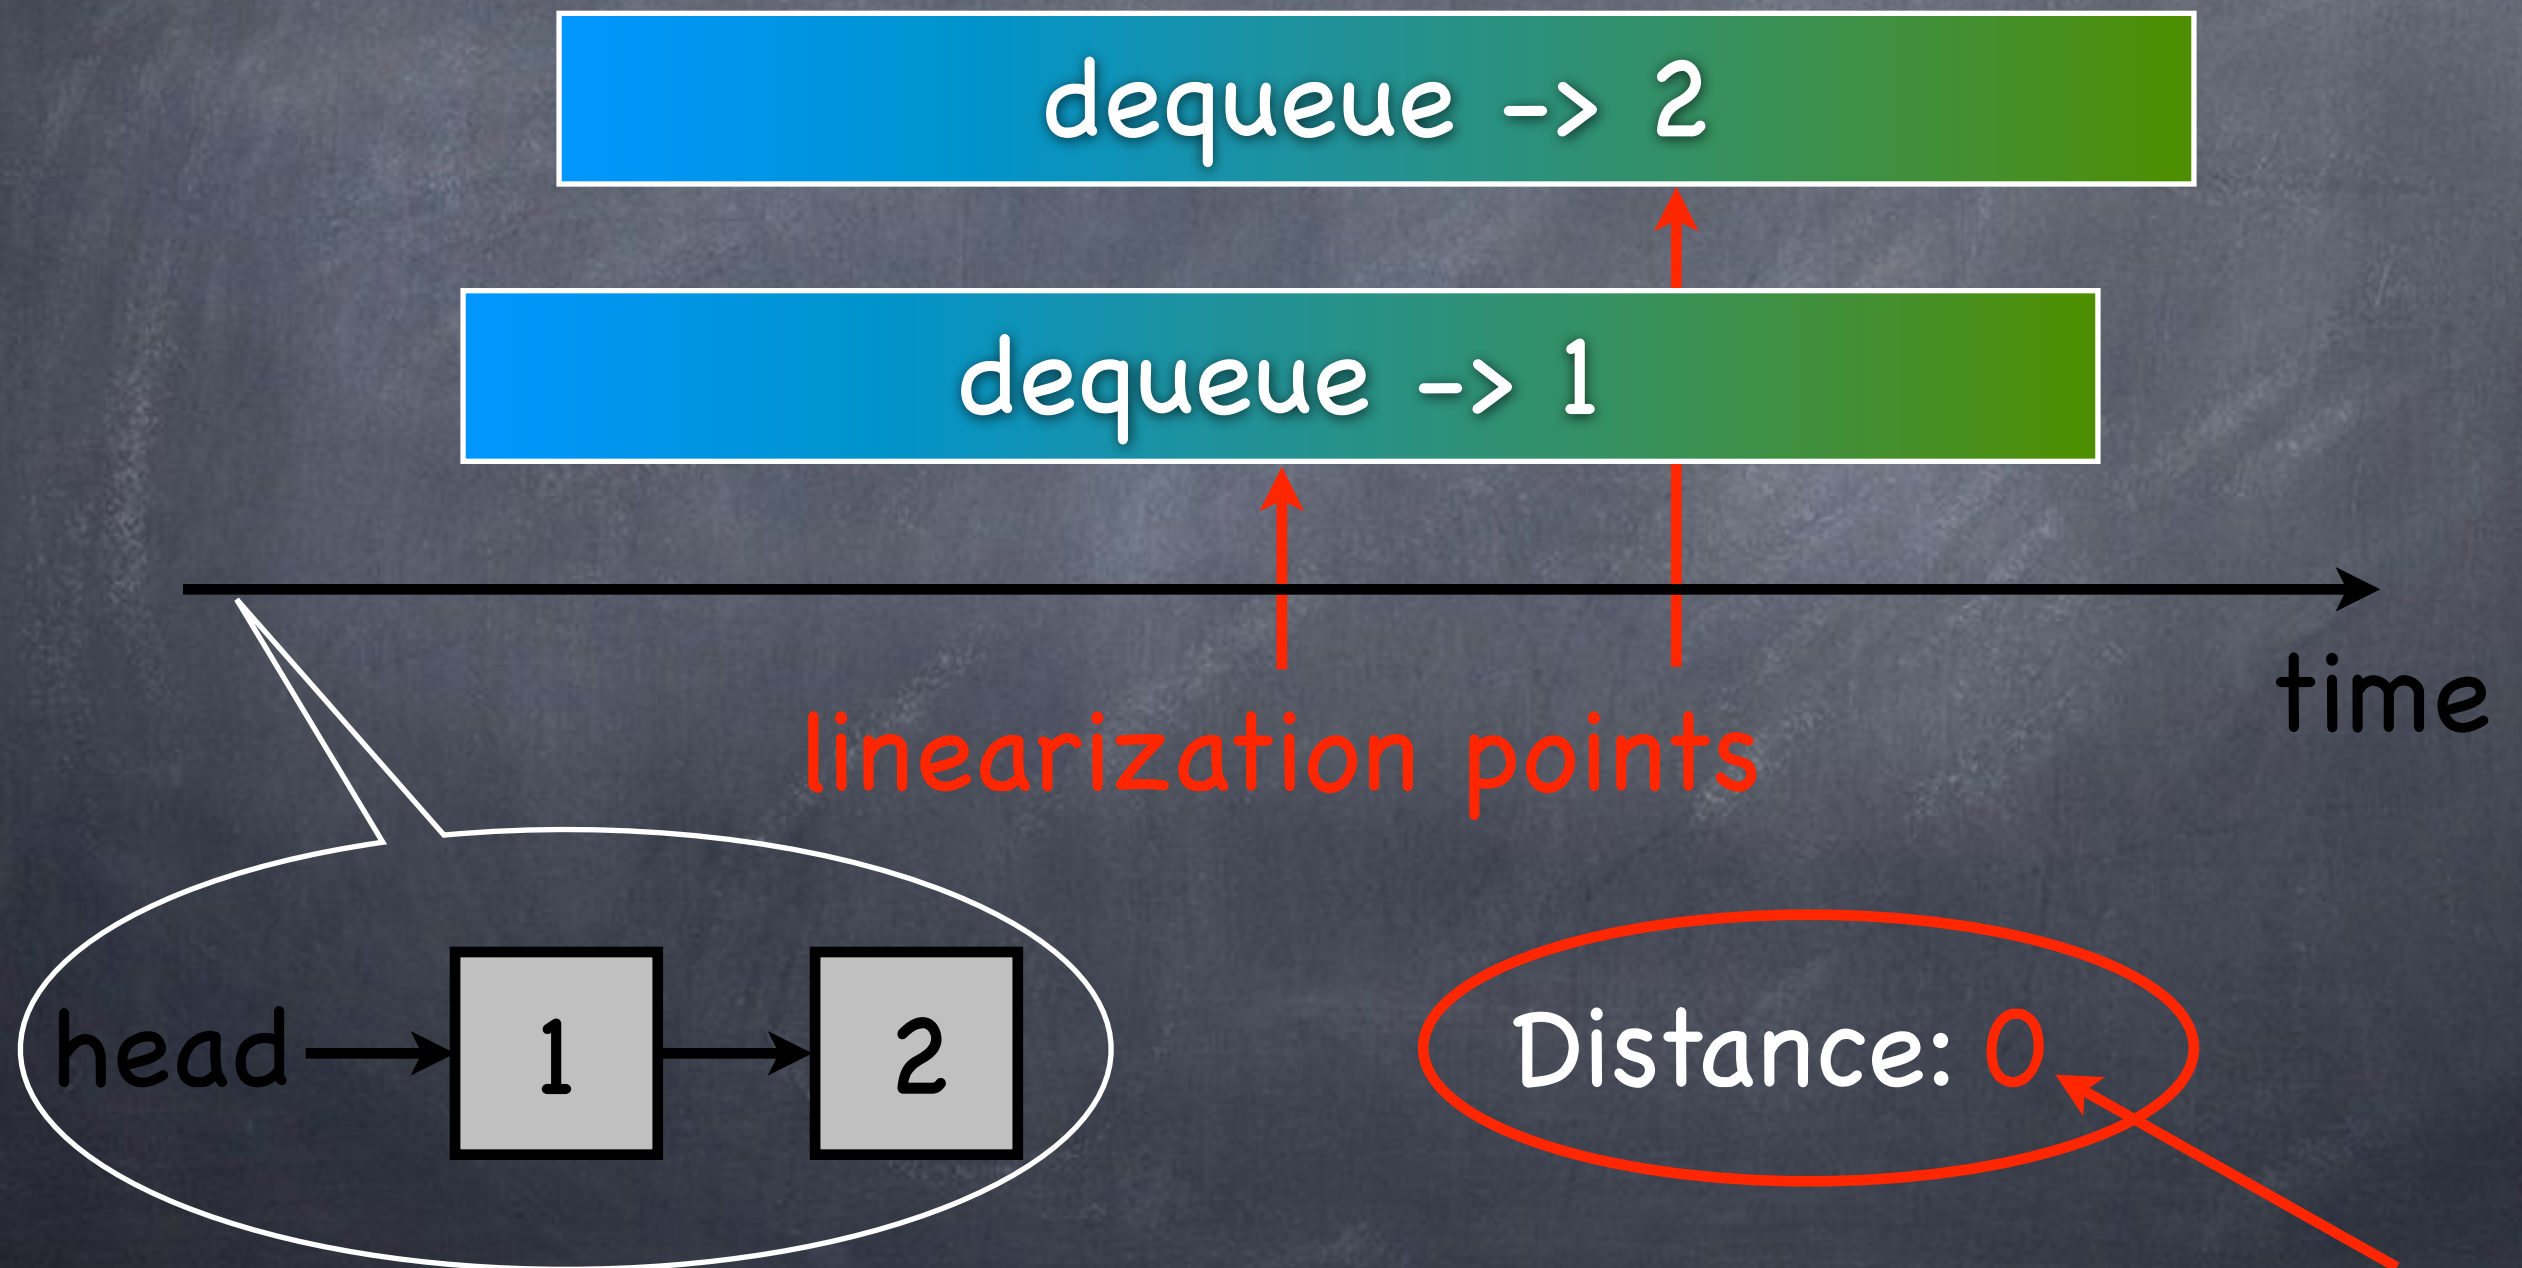 dequeue -> 2
dequeue -> 1
time
linearization points
head
1
2
Distance: 0